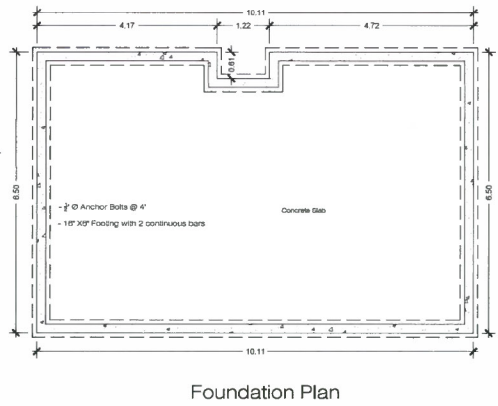 10.11
4.17 1.22 4.72
0.61
6.50 6.50
- ½" Ø Anchor Bolts @ 4'
Concrete Slab
- 16" X8" Footing with 2 continuous bars
10.11
Foundation Plan